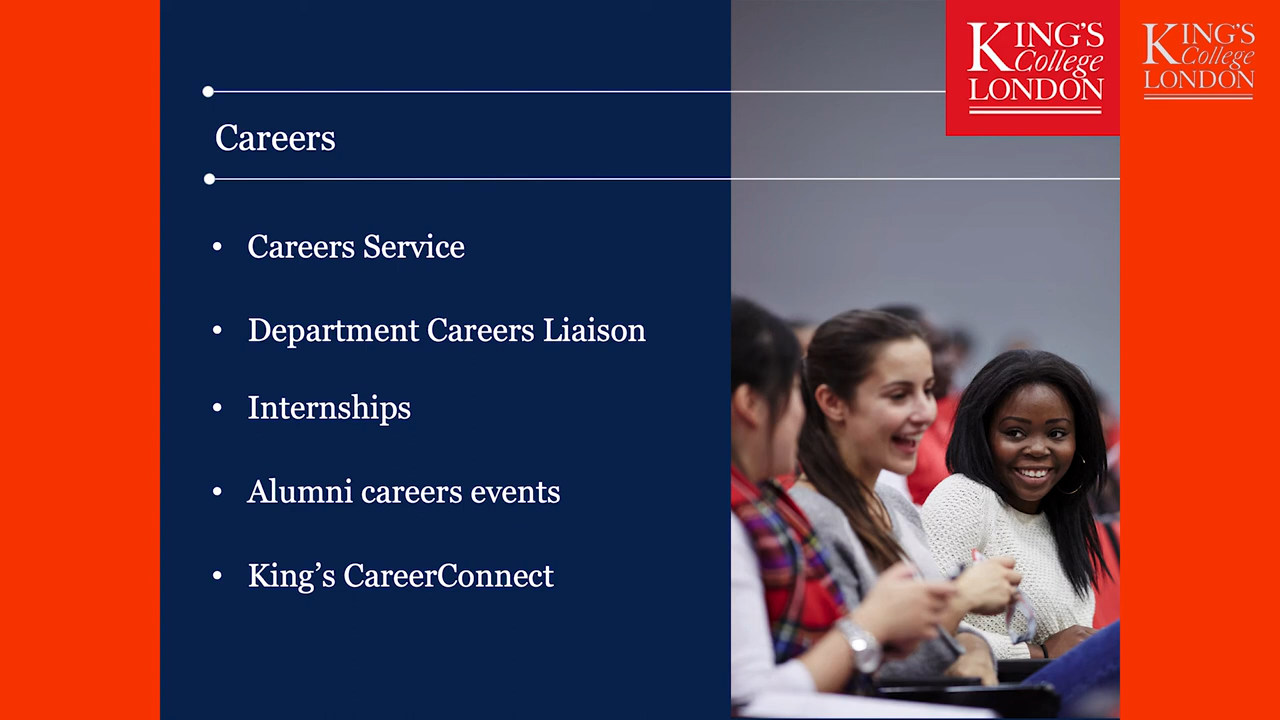 KING'S
College
LONDON
KING'S
College
LONDON
Careers
• Careers Service
• Department Careers Liaison
• Internships
• Alumni careers events
• King’s CareerConnect